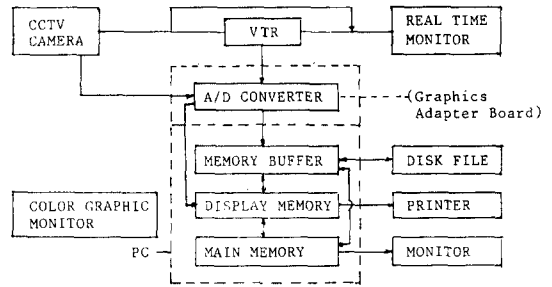 CCTV
CAMERA
VTR
REAL TIME
MONITOR
A/D CONVERTER
(Graphics
Adapter Board)
MEMORY BUFFER
DISK FILE
COLOR GRAPHIC
MONITOR
DISPLAY MEMORY
PRINTER
PC
MAIN MEMORY
MONITOR